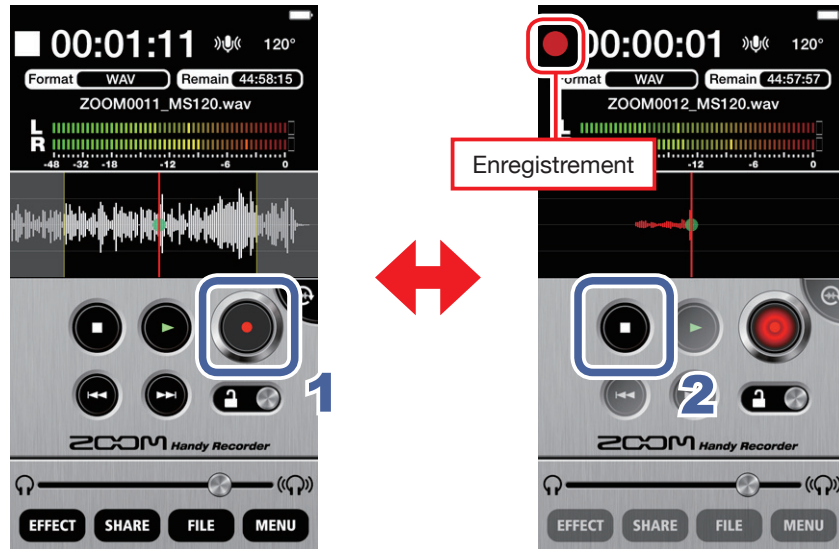 00:01:11 120°
Format WAV Remain 44:58:15
ZOOM0011_MS120.wav
L
R
-48 -32 -18 -12 -6 0
1
ZOOM Handy Recorder
EFFECT SHARE FILE MENU
00:00:01 120°
ormat WAV Remain 44:57:57
ZOOM0012_MS120.wav
L
Enregistrement
-12 -6 0
2
ZOOM Handy Recorder
EFFECT SHARE FILE MENU